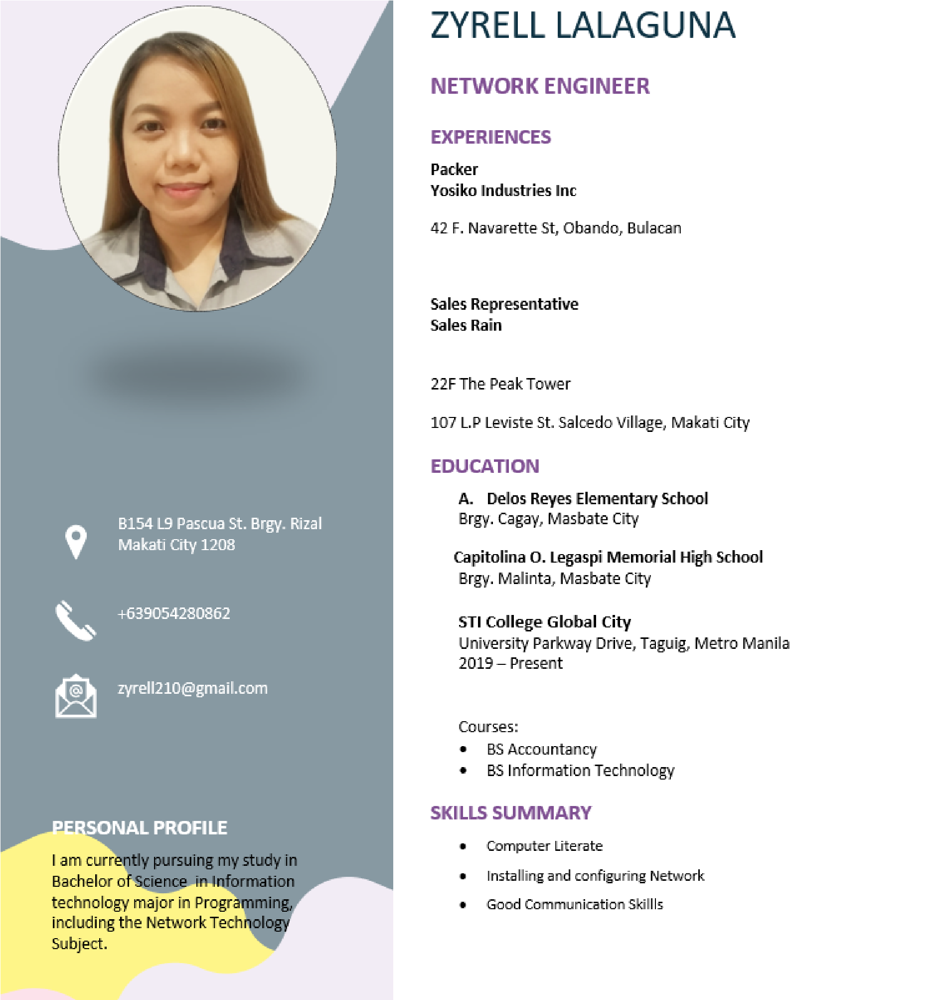 ZYRELL LALAGUNA
NETWORK ENGINEER
EXPERIENCES
Packer
Yosiko Industries Inc
42 F. Navarette St, Obando, Bulacan
Sales Representative
Sales Rain
22F The Peak Tower
107 L.P Leviste St. Salcedo Village, Makati City
EDUCATION
A. Delos Reyes Elementary School
Brgy. Cagay, Masbate City
Capitolina O. Legaspi Memorial High School
Brgy. Malinta, Masbate City
STI College Global City
University Parkway Drive, Taguig, Metro Manila
2019 – Present
Courses:
• BS Accountancy
• BS Information Technology
SKILLS SUMMARY
• Computer Literate
• Installing and configuring Network
• Good Communication Skillls
B154 L9 Pascua St. Brgy. Rizal
Makati City 1208
+639054280862
@
zyrell210@gmail.com
PERSONAL PROFILE
I am currently pursuing my study in
Bachelor of Science  in Information
technology major in Programming,
including the Network Technology
Subject.